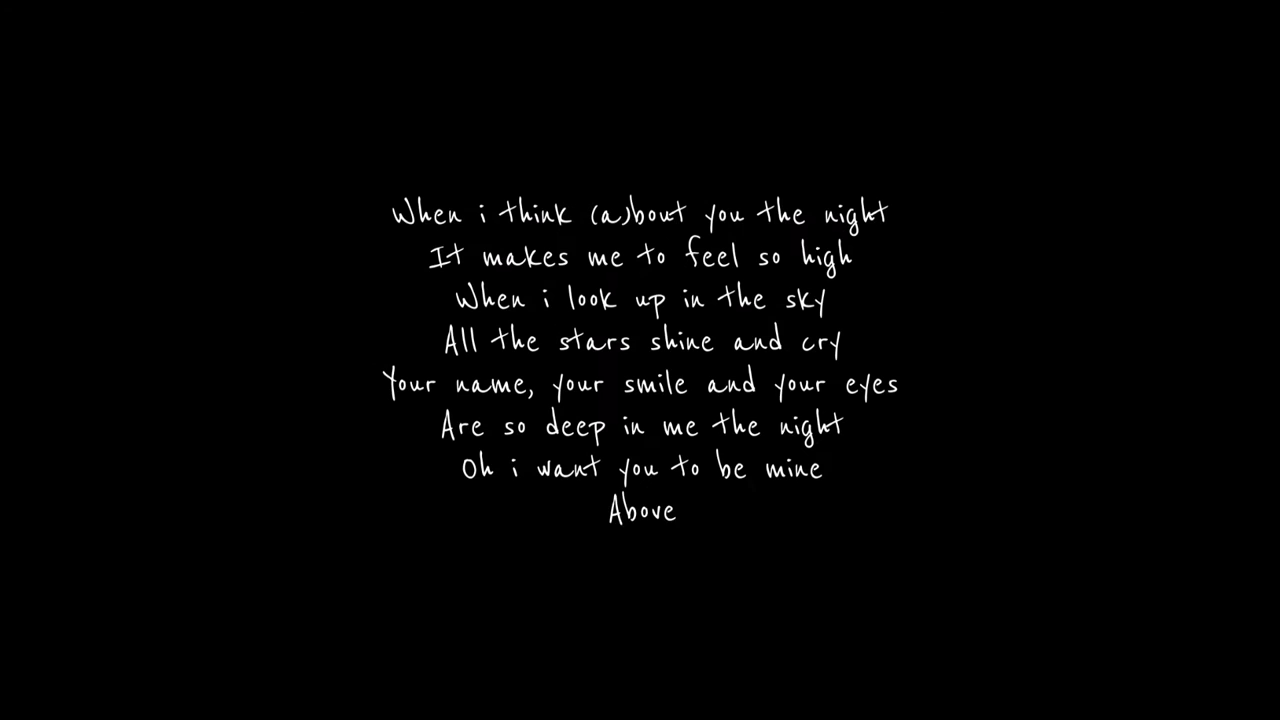 When i think (a)bout you the night
It makes me to feel so high
When i look up in the sky
All the stars shine and cry
Your name, your smile and your eyes
Are so deep in me the night
Oh i want you to be mine
Above